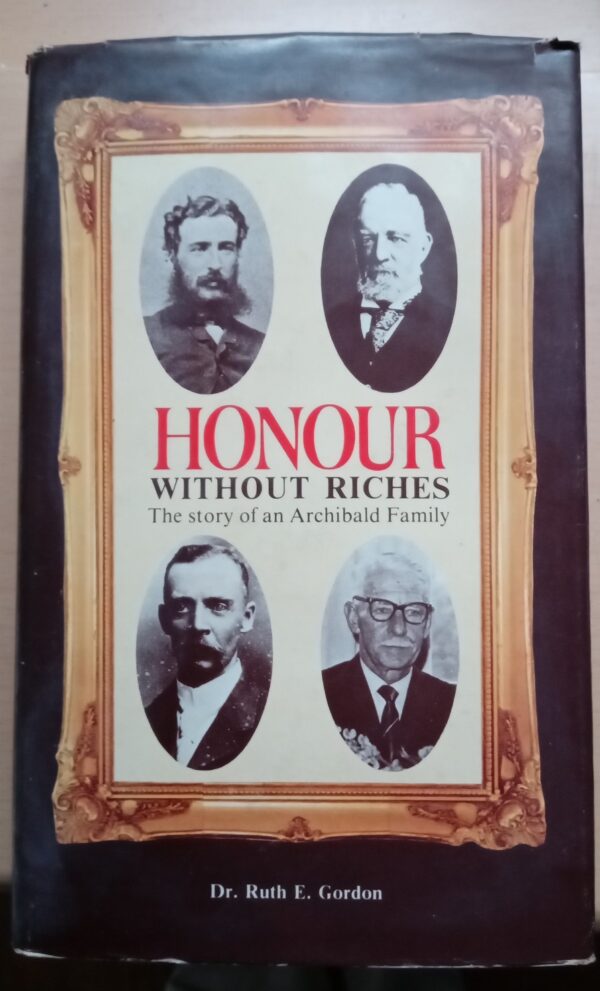 HONOUR
WITHOUT RICHES
The story of an Archibald Family
Dr. Ruth E. Gordon